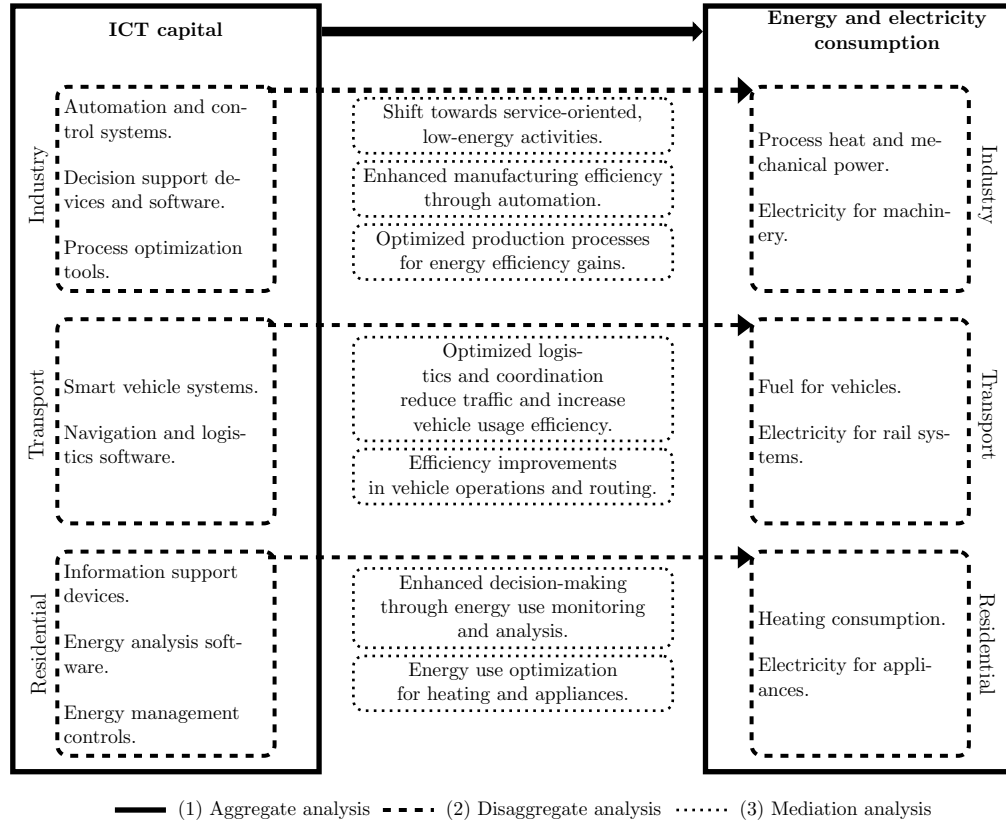 ICT capital
Energy and electricity
consumption
Industry
Automation and con-
trol systems.
Decision support de-
vices and software.
Process optimization
tools.
Shift towards service-oriented,
low-energy activities.
Enhanced manufacturing efficiency
through automation.
Optimized production processes
for energy efficiency gains.
Process heat and me-
chanical power.
Electricity for machin-
ery.
Industry
Transport
Smart vehicle systems.
Navigation and logis-
tics software.
Optimized logis-
tics and coordination
reduce traffic and increase
vehicle usage efficiency.
Efficiency improvements
in vehicle operations and routing.
Fuel for vehicles.
Electricity for rail sys-
tems.
Transport
Residential
Information support
devices.
Energy analysis soft-
ware.
Energy management
controls.
Enhanced decision-making
through energy use monitoring
and analysis.
Energy use optimization
for heating and appliances.
Heating consumption.
Electricity for appli-
ances.
Residential
(1) Aggregate analysis (2) Disaggregate analysis (3) Mediation analysis